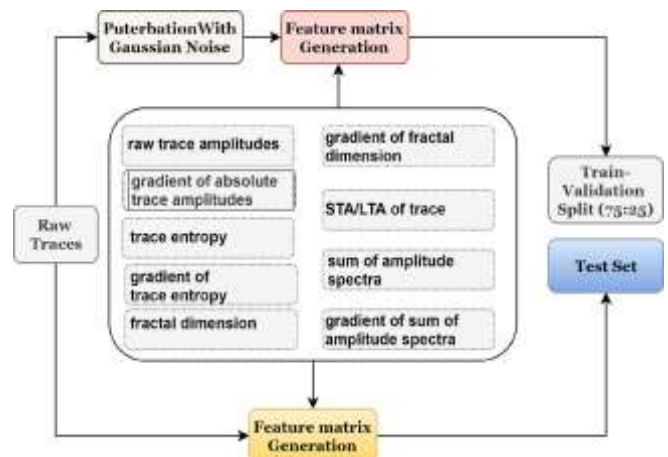 PuterbationWith
Gaussian Noise
Feature matrix
Generation
raw trace amplitudes
gradient of absolute
trace amplitudes
trace entropy
gradient of
trace entropy
fractal dimension
gradient of fractal
dimension
STA/LTA of trace
sum of amplitude
spectra
gradient of sum of
amplitude spectra
Raw
Traces
Train-
Validation
Split (75:25)
Test Set
Feature matrix
Generation